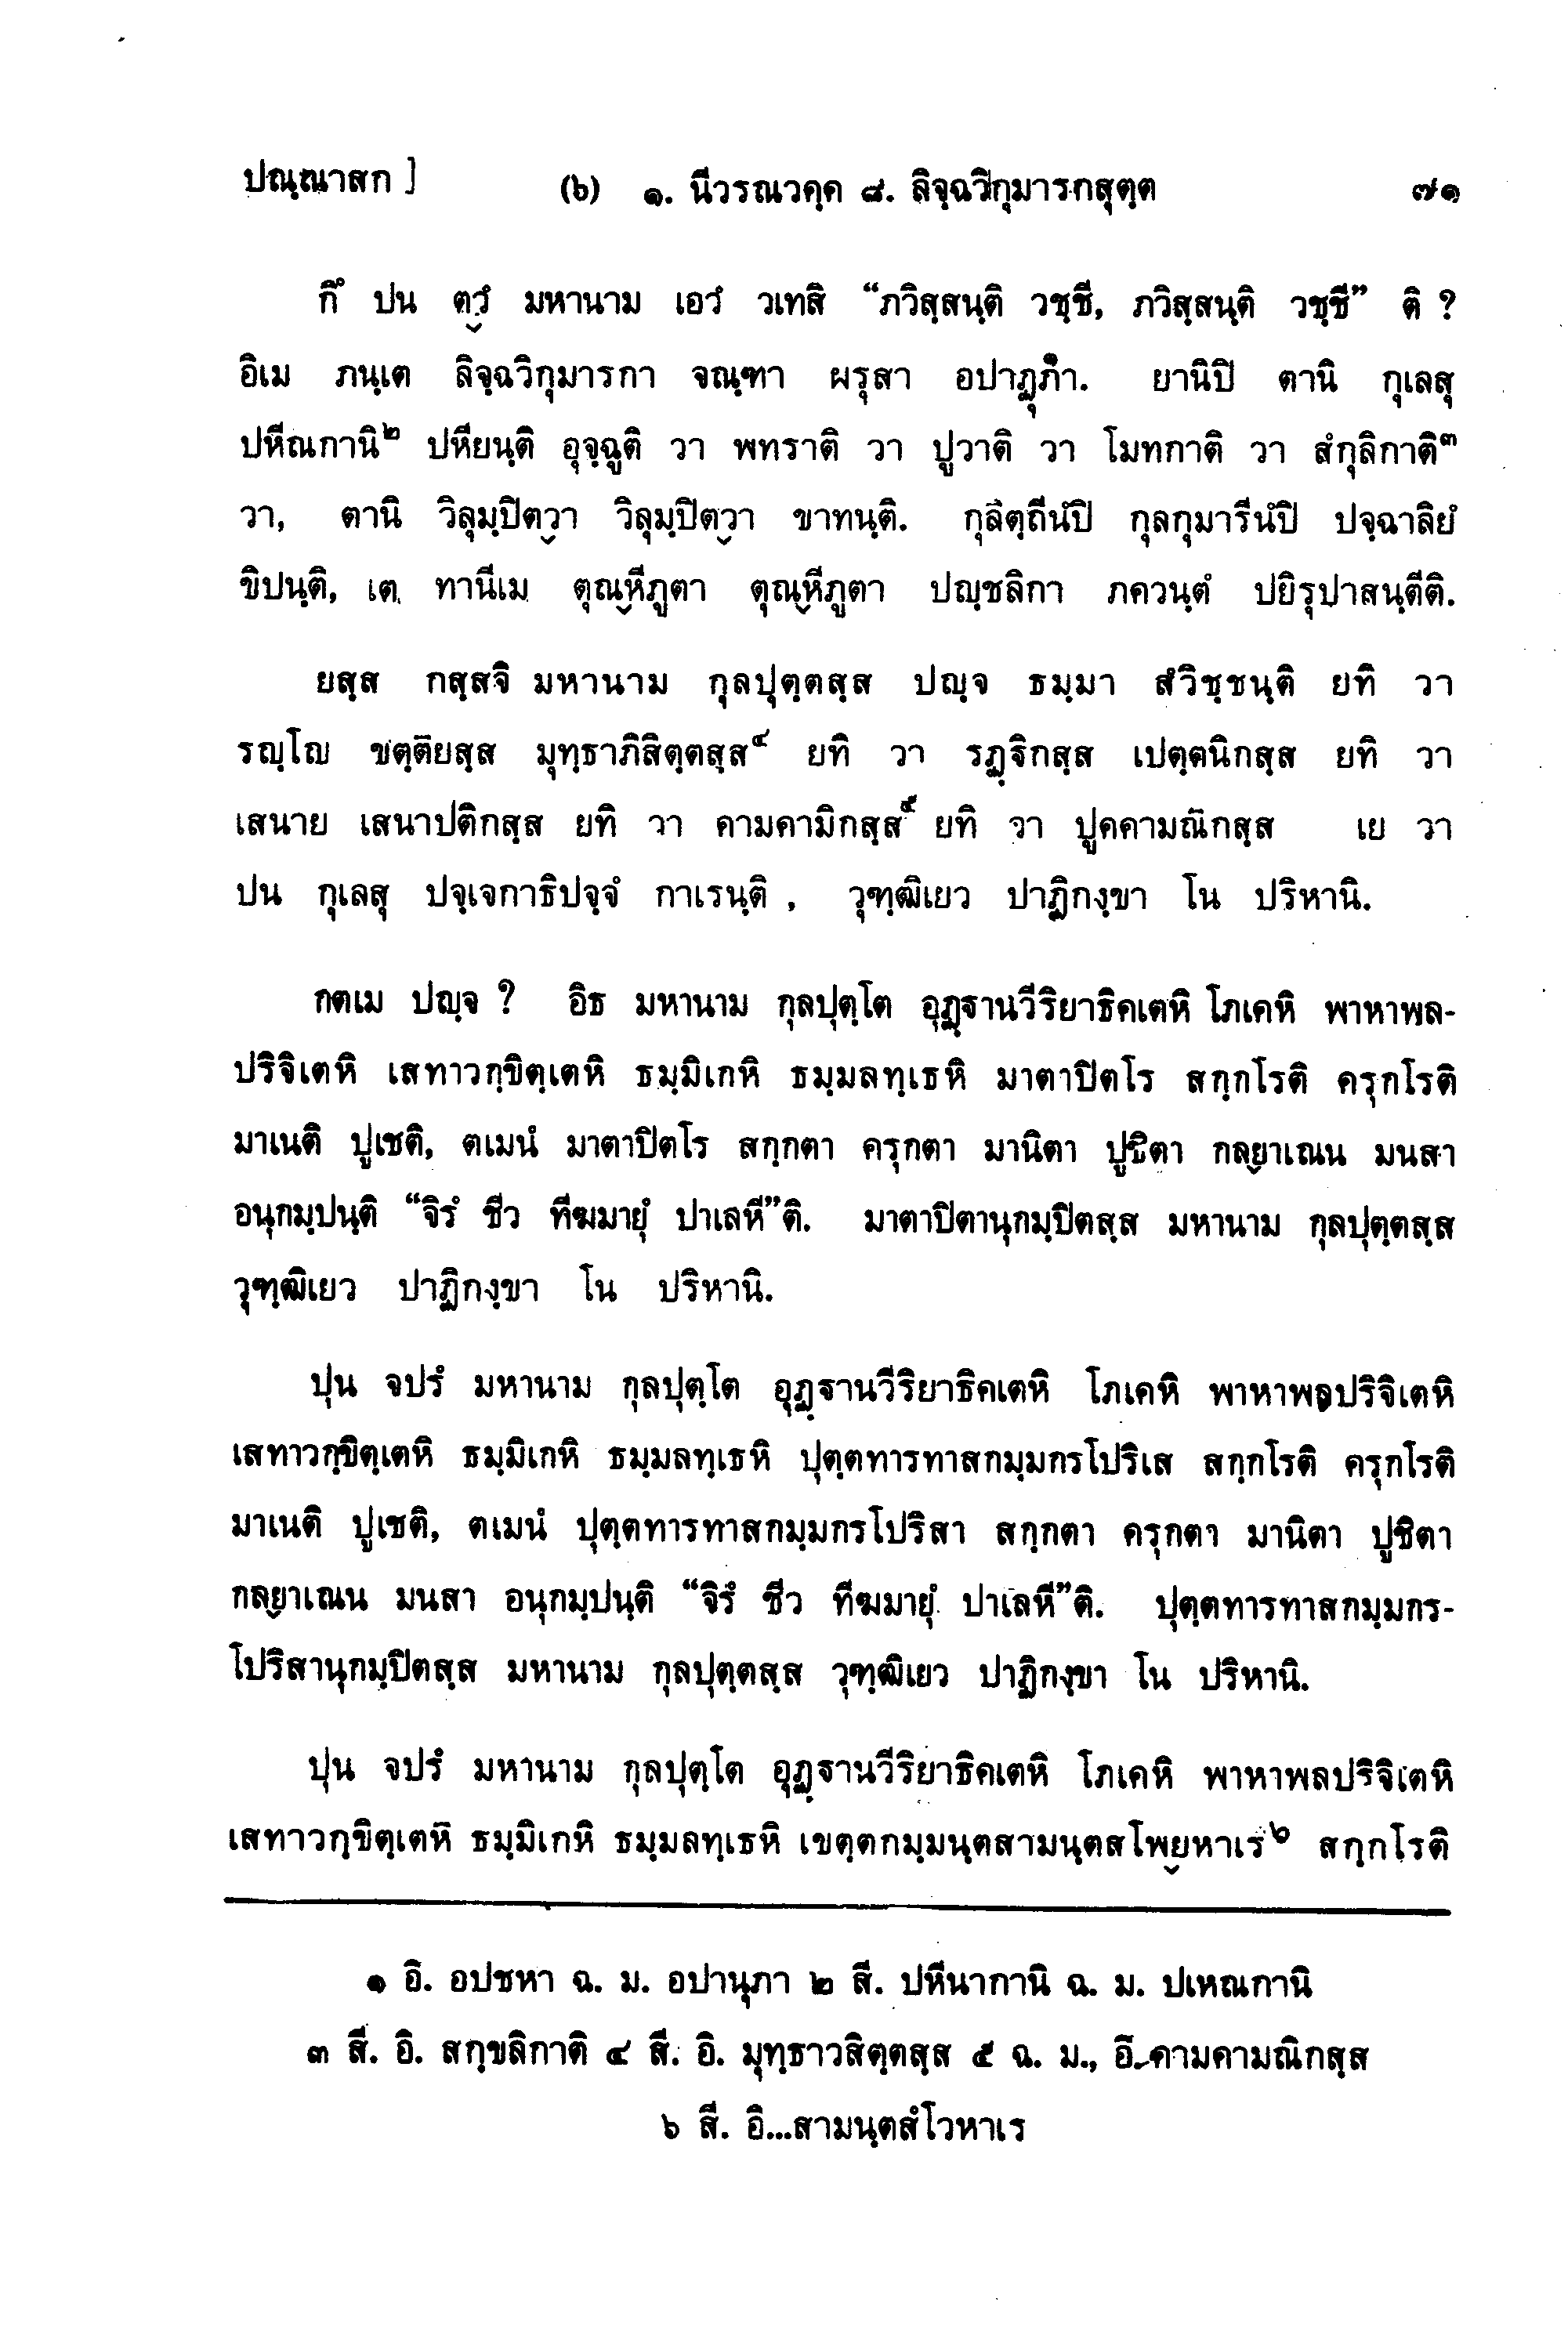 ปณฺณาสก ] (๖) ๑. นีวรณวคฺค ๘. ลิจฺฉวิกุมารกสุตฺต ๗๑
กึ ปน ตฺวํ มหานาม เอวํ วเทสิ “ภวิสฺสนฺติ วชฺชี, ภวิสฺสนฺติ วชฺชี” ติ ?
อิเม ภนฺเต ลิจฺฉวิกุมารกา จณฺฑา ผรุสา อปาฏุภา๑. ยานิปิ ตานิ กุเลสุ
ปหีณกานิ๒ ปหียนฺติ อุจฺฉูติ วา พทราติ วา ปูวาติ วา โมทกาติ วา สํกุลิกาติ๓
วา, ตานิ วิลุมฺปิตฺวา วิลุมฺปิตฺวา ขาทนฺติ. กุลิตฺถีนํปิ กุลกุมารีนํปิ ปจฺฉาลิยํ
ขิปนฺติ, เต ทานีเม ตุณฺหีภูตา ตุณฺหีภูตา ปญฺชลิกา ภควนฺตํ ปยิรุปาสนฺตีติ.
ยสฺส กสฺสจิ มหานาม กุลปุตฺตสฺส ปญฺจ ธมฺมา สํวิชฺชนฺติ ยทิ วา
รญฺโญ ขตฺติยสฺส มุทฺธาภิสิตฺตสฺส๔ ยทิ วา รฏฺฐิกสฺส เปตฺตนิกสฺส ยทิ วา
เสนาย เสนาปติกสฺส ยทิ วา คามคามิกสฺส๕ ยทิ วา ปูคคามณิกสฺส เย วา
ปน กุเลสุ ปจฺเจกาธิปจฺจํ กาเรนฺติ , วุฑฺฒิเยว ปาฏิกงฺขา โน ปริหานิ.
กตเม ปญฺจ ? อิธ มหานาม กุลปุตฺโต อุฏฺฐานวีริยาธิคเตหิ โภเคหิ พาหาพล-
ปริจิเตหิ เสทาวกฺขิตฺเตหิ ธมฺมิเกหิ ธมฺมลทฺเธหิ มาตาปิตโร สกฺกโรติ ครุกโรติ
มาเนติ ปูเชติ, ตเมนํ มาตาปิตโร สกฺกตา ครุกตา มานิตา ปูชิตา กลฺยาเณน มนสา
อนุกมฺปนฺติ “จิรํ ชีว ทีฆมายุํ ปาเลหี”ติ. มาตาปิตานุกมฺปิตสฺส มหานาม กุลปุตฺตสฺส
วุฑฺฒิเยว ปาฏิกงฺขา โน ปริหานิ.
ปุน จปรํ มหานาม กุลปุตฺโต อุฏฺฐานวีริยาธิคเตหิ โภเคหิ พาหาพลปริจิเตหิ
เสทาวกฺขิตฺเตหิ ธมฺมิเกหิ ธมฺมลทฺเธหิ ปุตฺตทารทาสกมฺมกรโปริเส สกฺกโรติ ครุกโรติ
มาเนติ ปูเชติ, ตเมนํ ปุตฺตทารทาสกมฺมกรโปริสา สกฺกตา ครุกตา มานิตา ปูชิตา
กลฺยาเณน มนสา อนุกมฺปนฺติ “จิรํ ชีว ทีฆมายุํ ปาเลหี”ติ. ปุตฺตทารทาสกมฺมกร-
โปริสานุกมฺปิตสฺส มหานาม กุลปุตฺตสฺส วุฑฺฒิเยว ปาฏิกงฺขา โน ปริหานิ.
ปุน จปรํ มหานาม กุลปุตฺโต อุฏฺฐานวีริยาธิคเตหิ โภเคหิ พาหาพลปริจิเตหิ
เสทาวกฺขิตฺเตหิ ธมฺมิเกหิ ธมฺมลทฺเธหิ เขตฺตกมฺมนฺตสามนฺตสโพฺยหาเร๖ สกฺกโรติ
๑ อิ. อปชหา ฉ. ม. อปานุภา ๒ สี. ปหีนากานิ ฉ. ม. ปเหณกานิ
๓ สี. อิ. สกฺขลิกาติ ๔ สี. อิ. มุทฺธาวสิตฺตสฺส ๕ ฉ. ม., อิ. คามคามณิกสฺส
๖ สี. อิ...สามนฺตสํโวหาเร